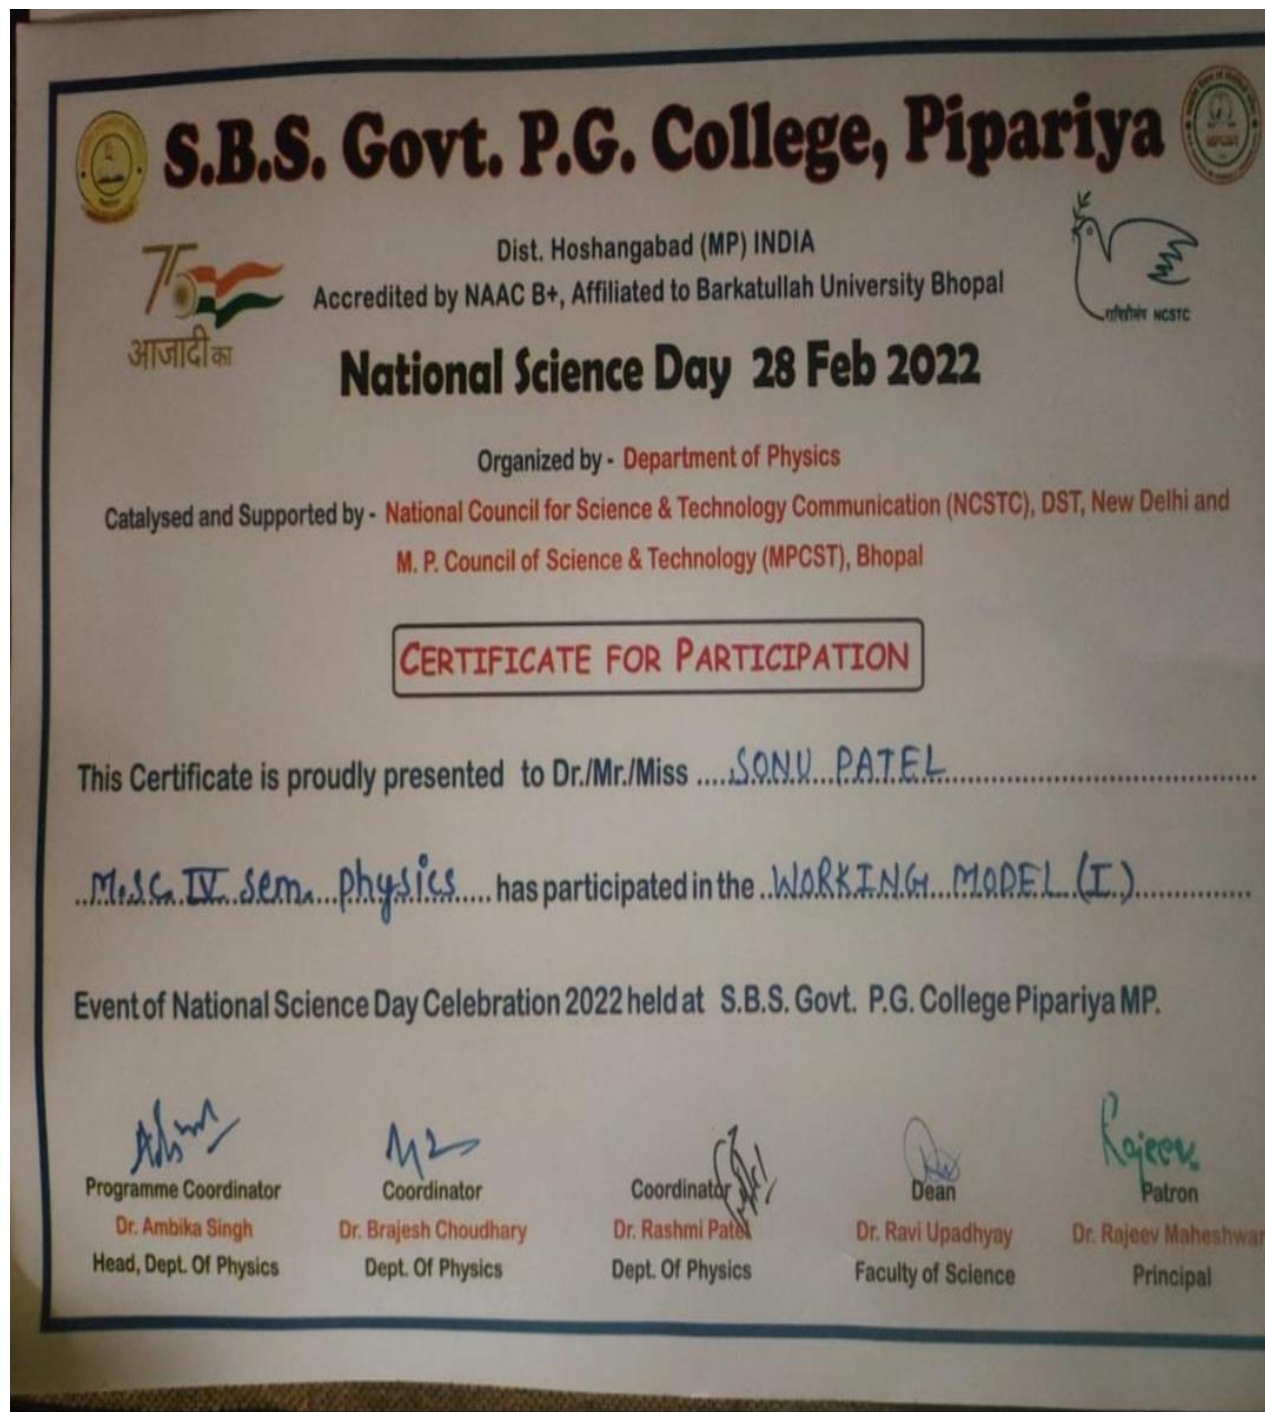 S.B.S. Govt. P.G. College, Pipariya
Dist. Hoshangabad (MP) INDIA
Accredited by NAAC B+, Affiliated to Barkatullah University Bhopal
75
आज़ादी का
NCSTC
National Science Day 28 Feb 2022
Organized by - Department of Physics
Catalysed and Supported by - National Council for Science & Technology Communication (NCSTC), DST, New Delhi and
M. P. Council of Science & Technology (MPCST), Bhopal
CERTIFICATE FOR PARTICIPATION
This Certificate is proudly presented to Dr./Mr./Miss .....SONU PATEL.....
M.Sc. IV Sem. Physics..... has participated in the ..WORKING MODEL (I).....
Event of National Science Day Celebration 2022 held at S.B.S. Govt. P.G. College Pipariya MP.
Rajeev
Programme Coordinator Coordinator Coordinator Dean Patron
Dr. Ambika Singh Dr. Brajesh Choudhary Dr. Rashmi Patel Dr. Ravi Upadhyay Dr. Rajeev Maheshwar
Head, Dept. Of Physics Dept. Of Physics Dept. Of Physics Faculty of Science Principal